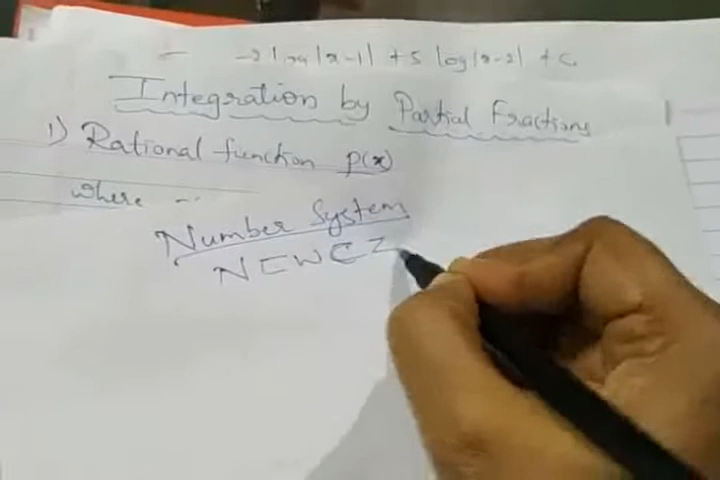 → 2 log |x-1| + 5 log |x-2| + C
Integration by Partial Fractions
1) Rational function p(x)
where --
Number System
N ⊂ W ⊂ Z